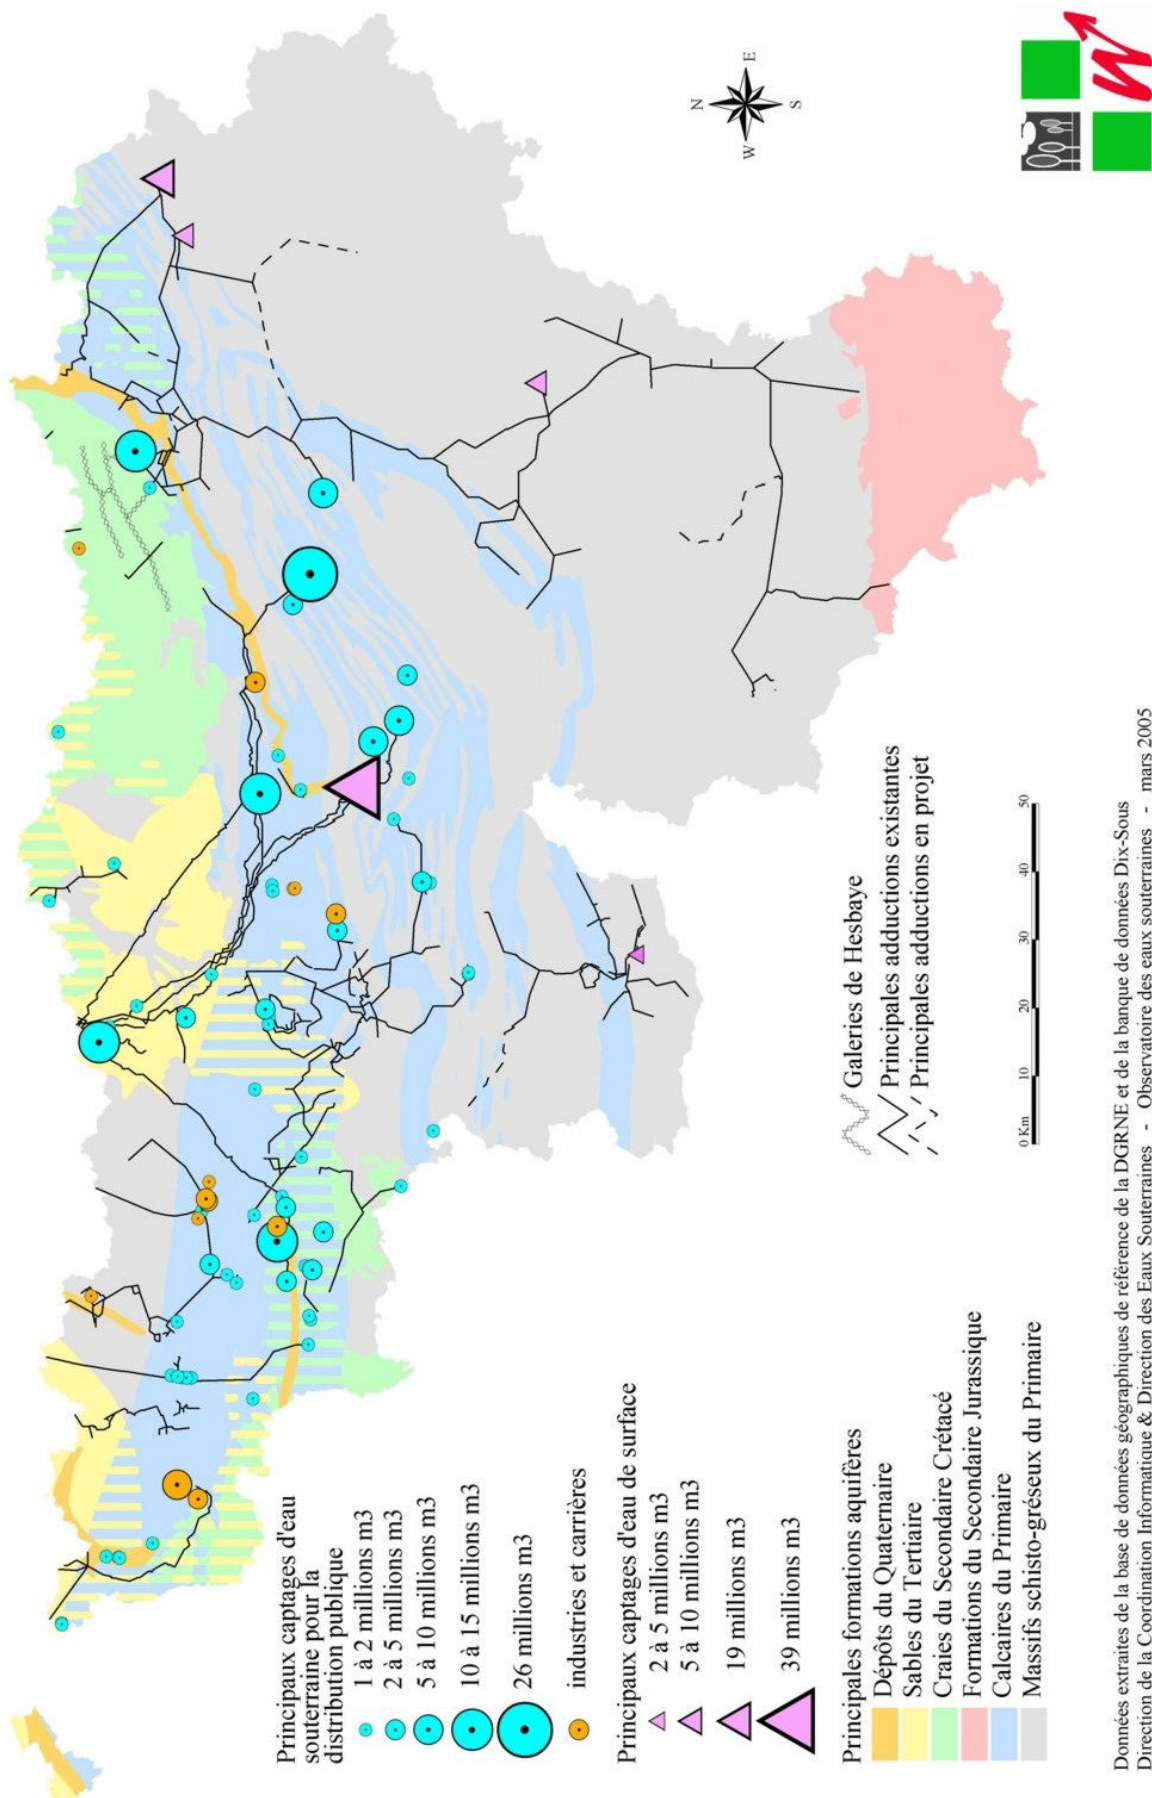 N
W
E
S
Principaux captages d'eau
souterraine pour la
distribution publique
1 à 2 millions m3
2 à 5 millions m3
5 à 10 millions m3
10 à 15 millions m3
26 millions m3
industries et carrières
Principaux captages d'eau de surface
2 à 5 millions m3
5 à 10 millions m3
19 millions m3
39 millions m3
Principales formations aquifères
Dépôts du Quaternaire
Sables du Tertiaire
Craies du Secondaire Crétacé
Formations du Secondaire Jurassique
Calcaires du Primaire
Massifs schisto-gréseux du Primaire
Galeries de Hesbaye
Principales adductions existantes
Principales adductions en projet
0 Km 10 20 30 40 50
Données extraites de la base de données géographiques de référence de la DGRNE et de la banque de données Dix-Sous
Direction de la Coordination Informatique & Direction des Eaux Souterraines - Observatoire des eaux souterraines - mars 2005